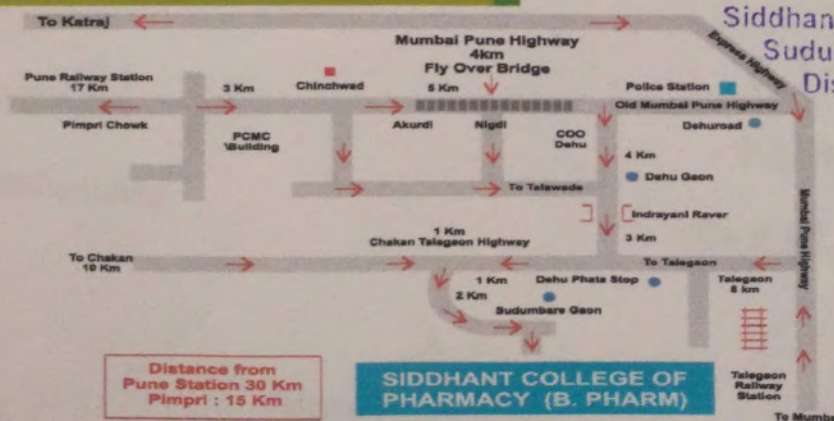 To Katraj
Siddhan
Sudu
Dis
Express Highway
Mumbai Pune Highway
4km
Fly Over Bridge
Pune Railway Station
17 Km
3 Km
Chinchwad
5 Km
Police Station
Old Mumbai Pune Highway
Pimpri Chowk
PCMC
\Building
Akurdi
Nigdi
COO
Dehu
Dehuroad
4 Km
Dehu Gaon
To Talawade
Indrayani Raver
3 Km
Mumbai Pune Highway
1 Km
Chakan Talegaon Highway
To Chakan
10 Km
To Talegaon
1 Km
Dehu Phata Stop
2 Km
Sudumbare Gaon
Talegaon
8 km
Distance from
Pune Station 30 Km
Pimpri : 15 Km
SIDDHANT COLLEGE OF
PHARMACY (B. PHARM)
Talegaon
Railway
Station
To Mumba